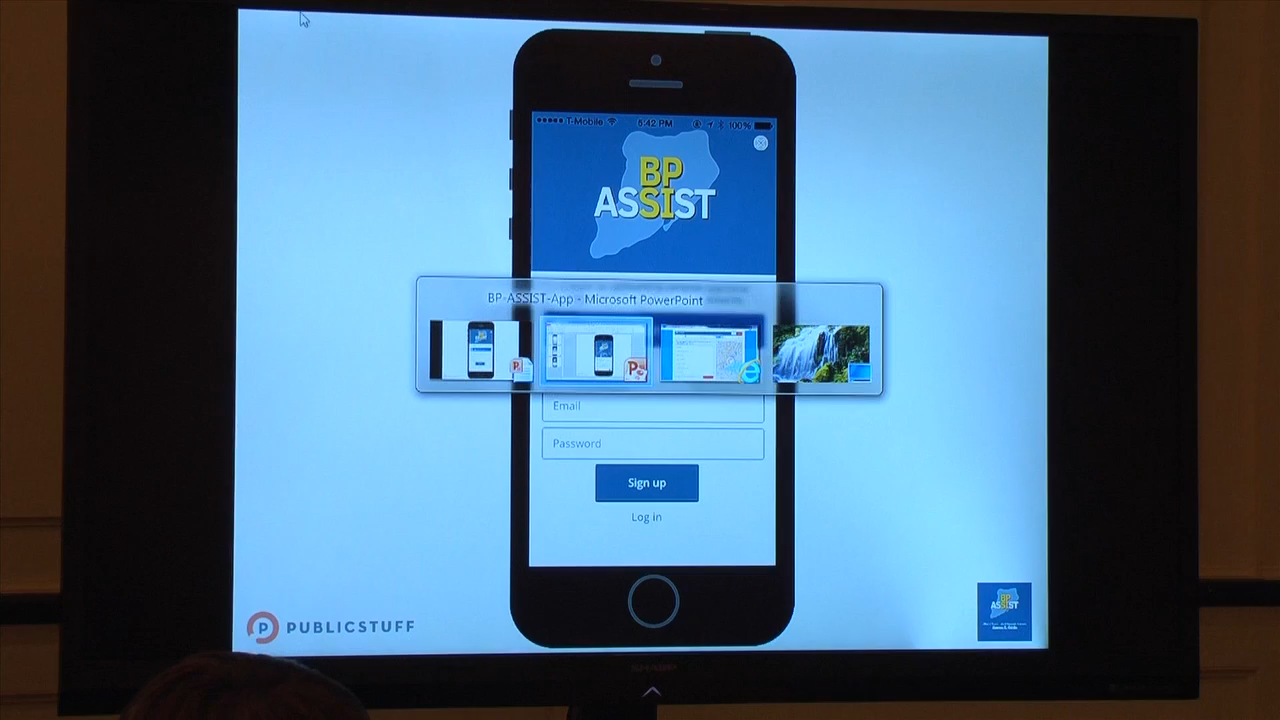 T-Mobile 5:42 PM 100%
BP
ASSIST
BP-ASSIST-App - Microsoft PowerPoint
Email
Password
Sign up
Log in
PUBLICSTUFF
BP
ASSIST
SHARP